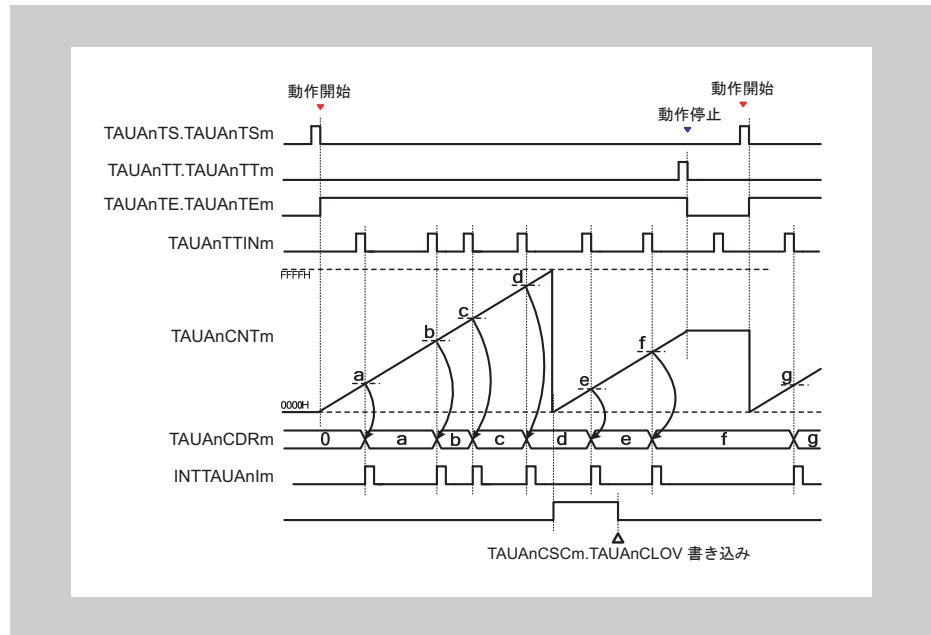 動作開始
動作開始
動作停止
TAUAnTS.TAUAnTSm
TAUAnTT.TAUAnTTm
TAUAnTE.TAUAnTEm
TAUAnTTINm
FFFFH
d
c
b
f
TAUAnCNTm
a
e
g
0000H
TAUAnCDRm 0 a b c d e f g
INTTAUAnIm
TAUAnCSCm.TAUAnCLOV 書き込み